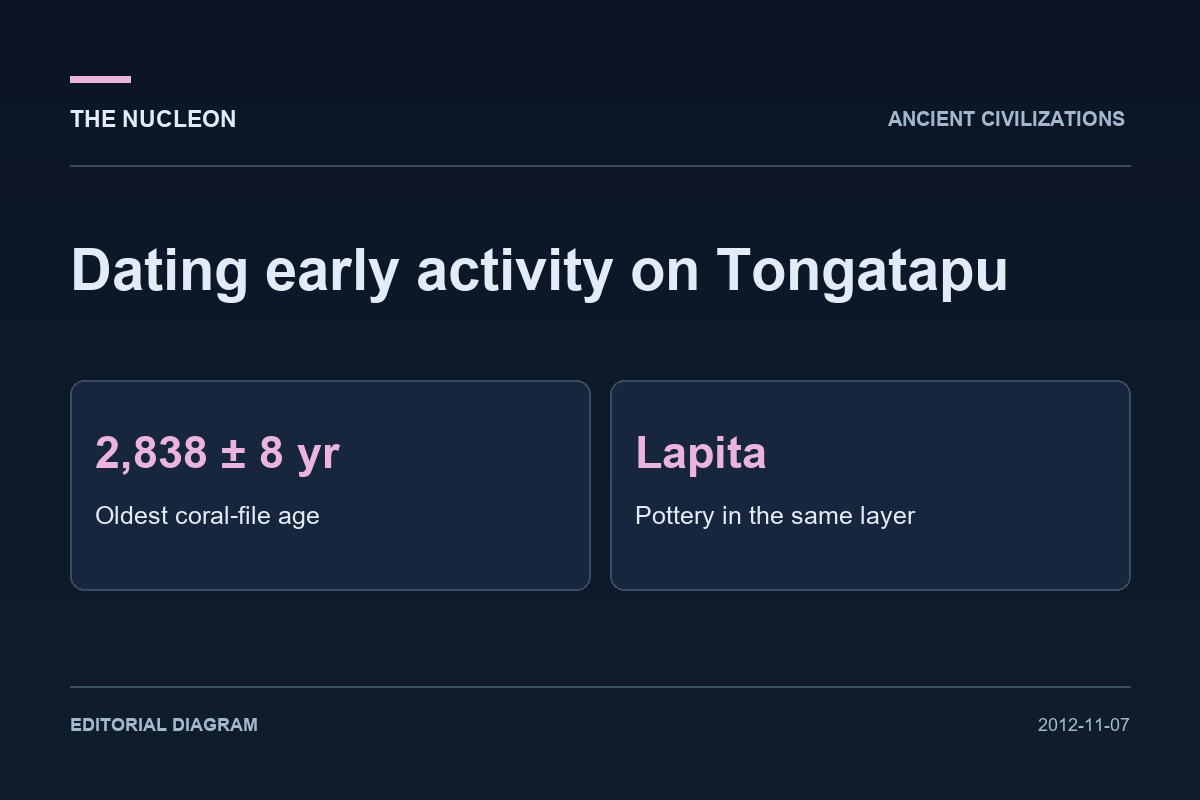 THE NUCLEON
ANCIENT CIVILIZATIONS
Dating early activity on Tongatapu
2,838 ± 8 yr
Oldest coral-file age
Lapita
Pottery in the same layer
EDITORIAL DIAGRAM
2012-11-07